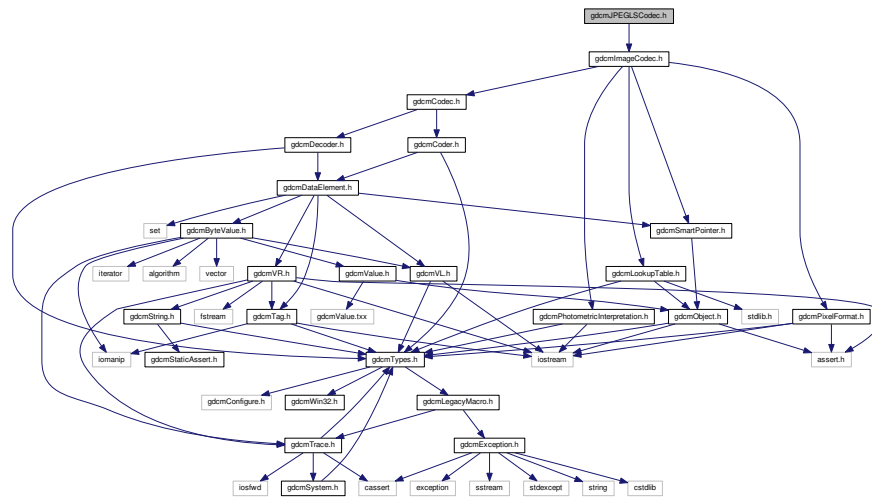 gdcmJPEGLSCodec.h
gdcmImageCodec.h
gdcmCodec.h
gdcmDecoder.h
gdcmCoder.h
gdcmDataElement.h
set
gdcmByteValue.h
gdcmSmartPointer.h
iterator
algorithm
vector
gdcmVR.h
gdcmValue.h
gdcmVL.h
gdcmLookupTable.h
gdcmString.h
fstream
gdcmTag.h
gdcmValue.txx
gdcmPhotometricInterpretation.h
gdcmObject.h
stdlib.h
gdcmPixelFormat.h
iomanip
gdcmStaticAssert.h
gdcmTypes.h
iostream
assert.h
gdcmConfigure.h
gdcmWin32.h
gdcmLegacyMacro.h
gdcmTrace.h
gdcmException.h
iosfwd
gdcmSystem.h
cassert
exception
sstream
stdexcept
string
cstdlib